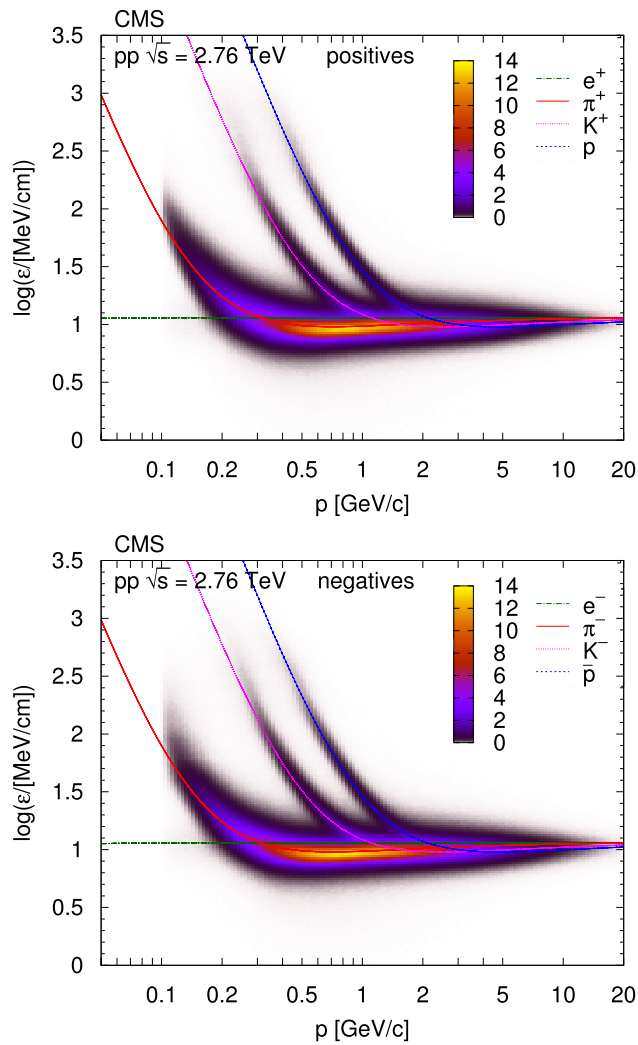 CMS
pp √s = 2.76 TeV positives
3.5
3
2.5
2
1.5
1
0.5
0
log(ε/[MeV/cm])
14
12
10
8
6
4
2
0
e⁺
π⁺
K⁺
p
0.1 0.2 0.5 1 2 5 10 20
p [GeV/c]
CMS
pp √s = 2.76 TeV negatives
3.5
3
2.5
2
1.5
1
0.5
0
log(ε/[MeV/cm])
14
12
10
8
6
4
2
0
e⁻
π⁻
K⁻
p̅
0.1 0.2 0.5 1 2 5 10 20
p [GeV/c]